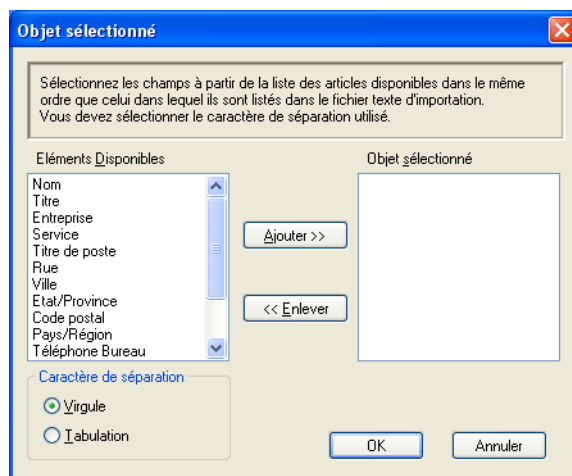 Objet sélectionné
Sélectionnez les champs à partir de la liste des articles disponibles dans le même
ordre que celui dans lequel ils sont listés dans le fichier texte d'importation.
Vous devez sélectionner le caractère de séparation utilisé.
Eléments Disponibles
Nom
Titre
Entreprise
Service
Titre de poste
Rue
Ville
Etat/Province
Code postal
Pays/Région
Téléphone Bureau
Ajouter >>
<< Enlever
Objet sélectionné
Caractère de séparation
Virgule
Tabulation
OK
Annuler